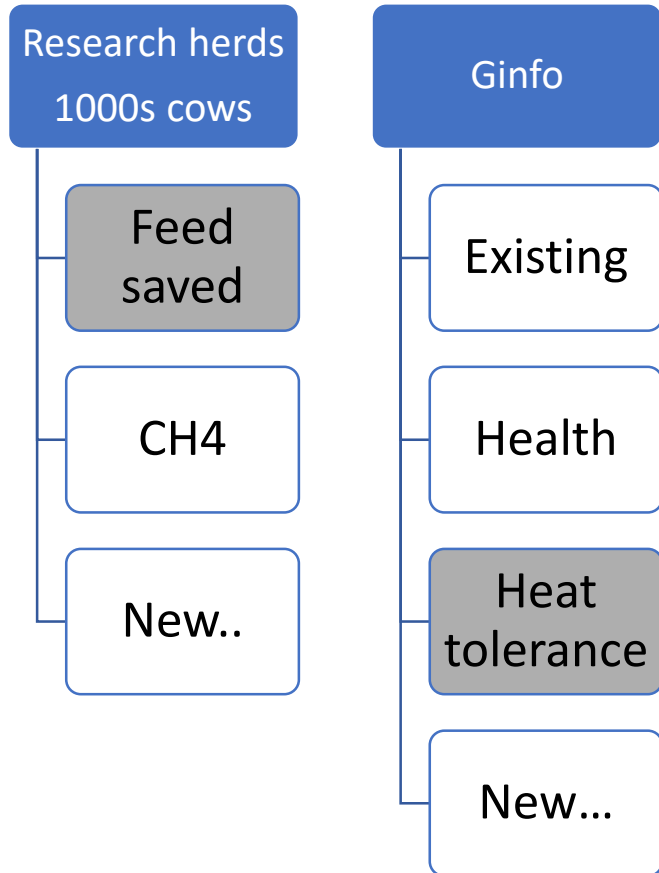 Research herds
1000s cows
Feed
saved
CH4
New..
Ginfo
Existing
Health
Heat
tolerance
New...